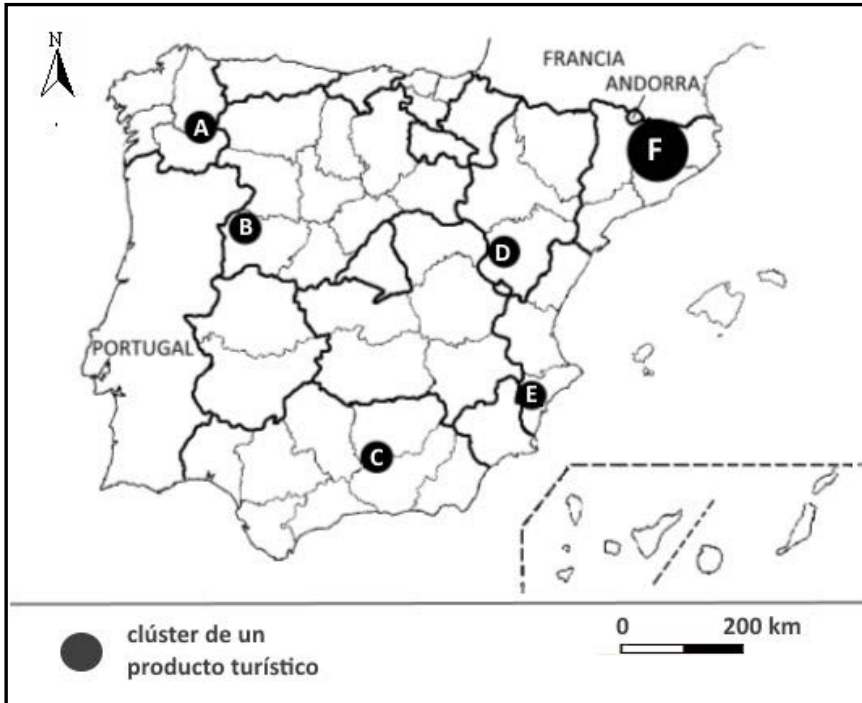 N
FRANCIA
ANDORRA
A
F
B
D
PORTUGAL
E
C
clúster de un
producto turístico
0 200 km